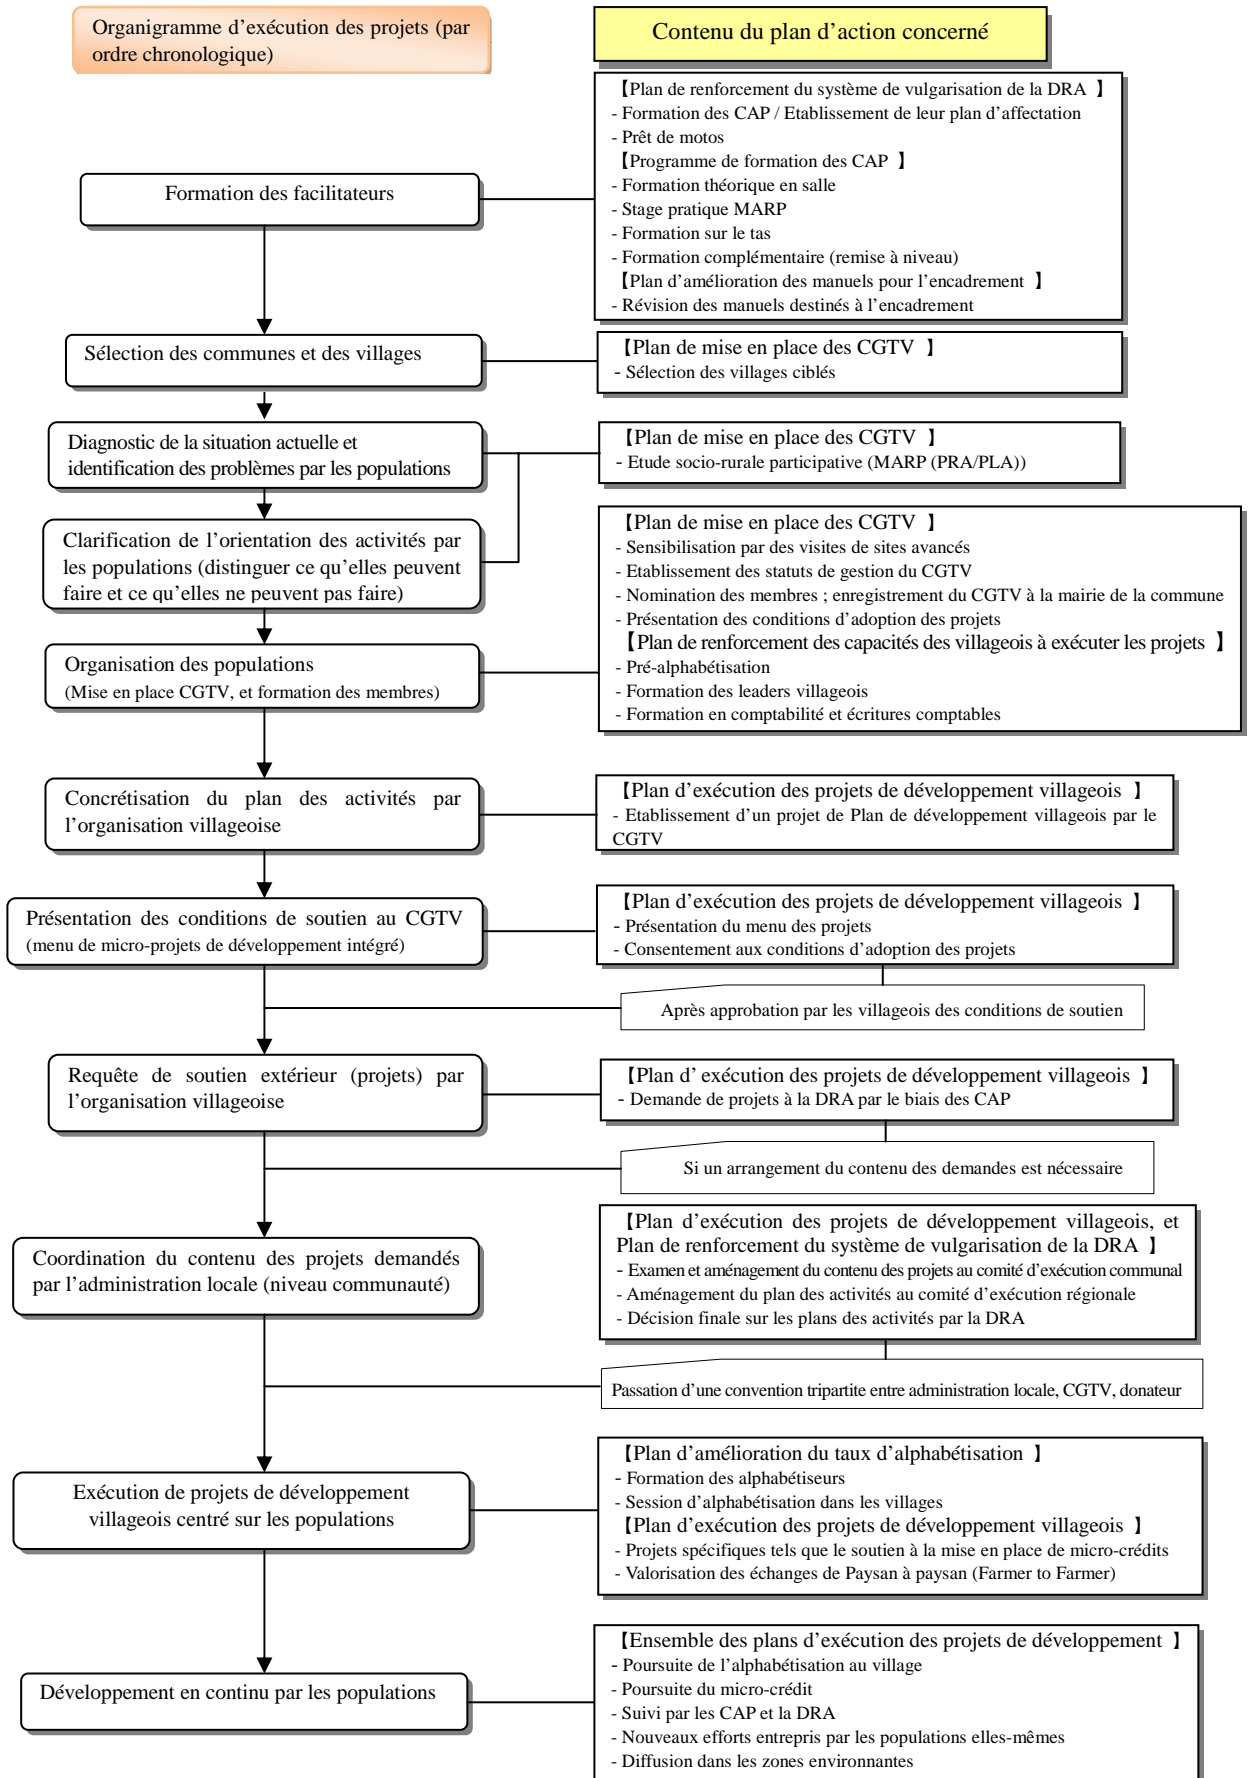 Organigramme d'exécution des projets (par
ordre chronologique)
Contenu du plan d'action concerné
Formation des facilitateurs
【Plan de renforcement du système de vulgarisation de la DRA 】
- Formation des CAP / Etablissement de leur plan d'affectation
- Prêt de motos
【Programme de formation des CAP 】
- Formation théorique en salle
- Stage pratique MARP
- Formation sur le tas
- Formation complémentaire (remise à niveau)
【Plan d'amélioration des manuels pour l'encadrement 】
- Révision des manuels destinés à l'encadrement
Sélection des communes et des villages
【Plan de mise en place des CGTV 】
- Sélection des villages ciblés
Diagnostic de la situation actuelle et
identification des problèmes par les populations
【Plan de mise en place des CGTV 】
- Etude socio-rurale participative (MARP (PRA/PLA))
Clarification de l'orientation des activités par
les populations (distinguer ce qu'elles peuvent
faire et ce qu'elles ne peuvent pas faire)
Organisation des populations
(Mise en place CGTV, et formation des membres)
【Plan de mise en place des CGTV 】
- Sensibilisation par des visites de sites avancés
- Etablissement des statuts de gestion du CGTV
- Nomination des membres ; enregistrement du CGTV à la mairie de la commune
- Présentation des conditions d'adoption des projets
【Plan de renforcement des capacités des villageois à exécuter les projets 】
- Pré-alphabétisation
- Formation des leaders villageois
- Formation en comptabilité et écritures comptables
Concrétisation du plan des activités par
l'organisation villageoise
【Plan d'exécution des projets de développement villageois 】
- Etablissement d'un projet de Plan de développement villageois par le
CGTV
Présentation des conditions de soutien au CGTV
(menu de micro-projets de développement intégré)
【Plan d'exécution des projets de développement villageois 】
- Présentation du menu des projets
- Consentement aux conditions d'adoption des projets
Après approbation par les villageois des conditions de soutien
Requête de soutien extérieur (projets) par
l'organisation villageoise
【Plan d' exécution des projets de développement villageois 】
- Demande de projets à la DRA par le biais des CAP
Si un arrangement du contenu des demandes est nécessaire
Coordination du contenu des projets demandés
par l'administration locale (niveau communauté)
【Plan d'exécution des projets de développement villageois, et
Plan de renforcement du système de vulgarisation de la DRA 】
- Examen et aménagement du contenu des projets au comité d'exécution communal
- Aménagement du plan des activités au comité d'exécution régionale
- Décision finale sur les plans des activités par la DRA
Passation d'une convention tripartite entre administration locale, CGTV, donateur
Exécution de projets de développement
villageois centré sur les populations
【Plan d'amélioration du taux d'alphabétisation 】
- Formation des alphabétiseurs
- Session d'alphabétisation dans les villages
【Plan d'exécution des projets de développement villageois 】
- Projets spécifiques tels que le soutien à la mise en place de micro-crédits
- Valorisation des échanges de Paysan à paysan (Farmer to Farmer)
Développement en continu par les populations
【Ensemble des plans d'exécution des projets de développement 】
- Poursuite de l'alphabétisation au village
- Poursuite du micro-crédit
- Suivi par les CAP et la DRA
- Nouveaux efforts entrepris par les populations elles-mêmes
- Diffusion dans les zones environnantes